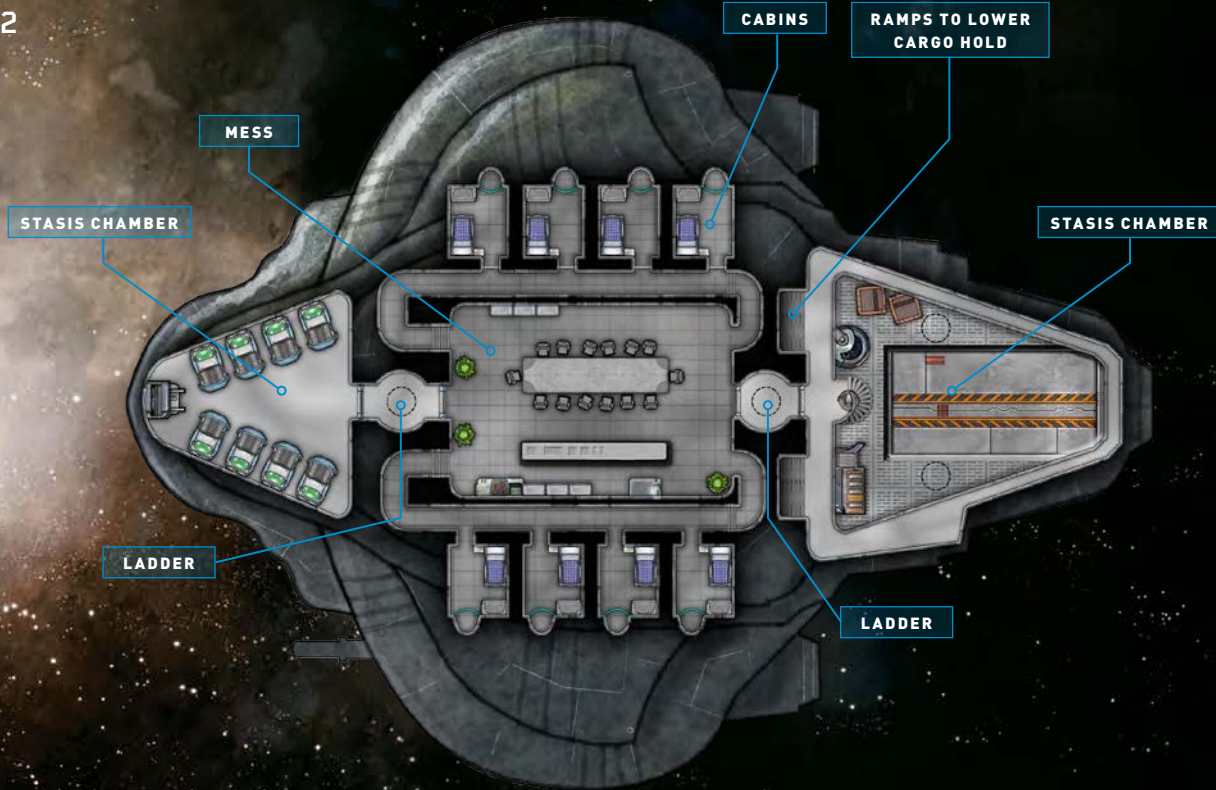 2
CABINS
RAMPS TO LOWER
CARGO HOLD
MESS
STASIS CHAMBER
STASIS CHAMBER
LADDER
LADDER